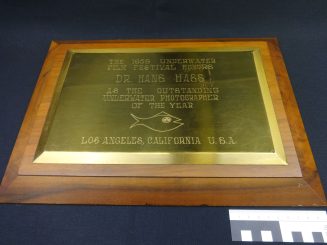 THE 1959 UNDERWATER
FILM FESTIVAL HONORS
DR. HANS HASS
AS THE OUTSTANDING
UNDERWATER PHOTOGRAPHER
OF THE YEAR
LOS ANGELES, CALIFORNIA U.S.A.